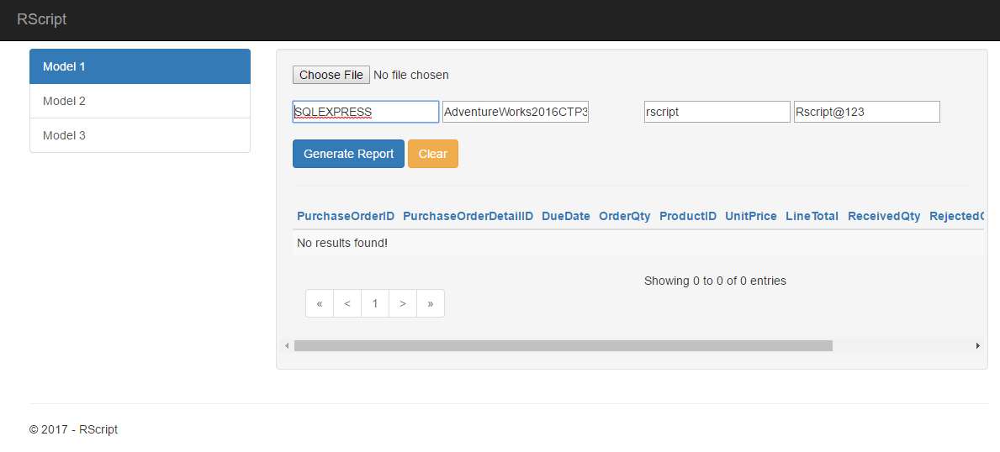 RScript
Model 1
Model 2
Model 3
Choose File No file chosen
SQLEXPRESS AdventureWorks2016CTP3 rscript Rscript@123
Generate Report Clear
PurchaseOrderID PurchaseOrderDetailID DueDate OrderQty ProductID UnitPrice LineTotal ReceivedQty RejectedQ
No results found!
Showing 0 to 0 of 0 entries
« < 1 > »
© 2017 - RScript